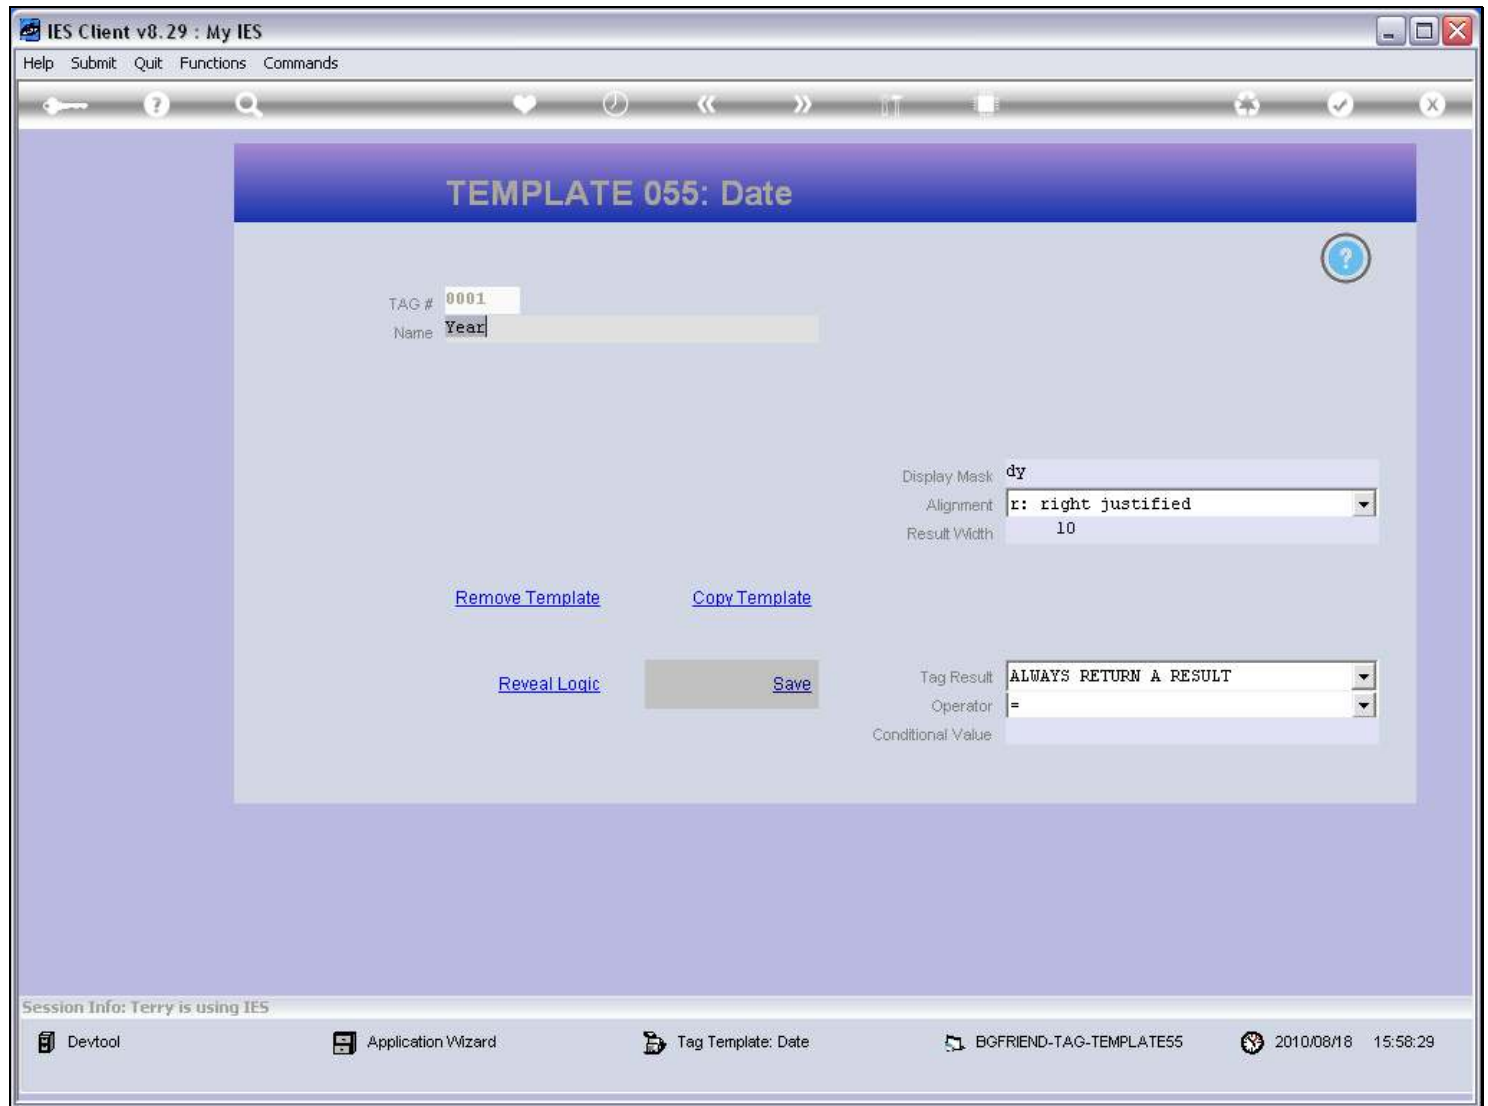 IES Client v8.29 : My IES
Help Submit Quit Functions Commands
TEMPLATE 055: Date
TAG # 0001
Name Year
Display Mask dy
Alignment r: right justified
Result Width 10
Remove Template Copy Template
Reveal Logic Save
Tag Result ALWAYS RETURN A RESULT
Operator =
Conditional Value
Session Info: Terry is using IES
Devtool Application Wizard Tag Template: Date BGFRIEND-TAG-TEMPLATE55 2010/08/18 15:58:29